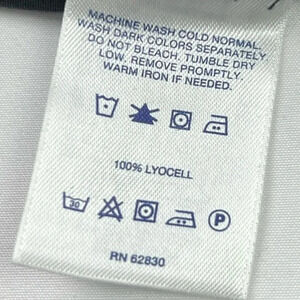 MACHINE WASH COLD NORMAL.
WASH DARK COLORS SEPARATELY.
DO NOT BLEACH. TUMBLE DRY
LOW. REMOVE PROMPTLY.
WARM IRON IF NEEDED.
100% LYOCELL
30 P
RN 62830